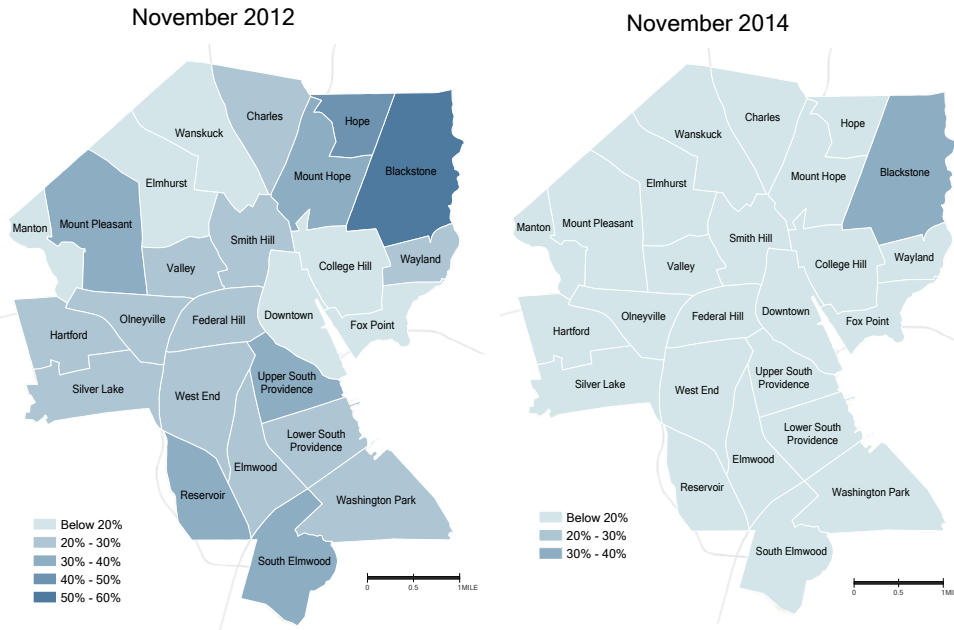 November 2012
Charles
Hope
Wanskuck
Blackstone
Mount Hope
Elmhurst
Mount Pleasant
Manton
Smith Hill
Wayland
College Hill
Valley
Downtown
Olneyville
Federal Hill
Fox Point
Hartford
Upper South
Providence
Silver Lake
West End
Lower South
Providence
Elmwood
Reservoir
Washington Park
South Elmwood
Below 20%
20% - 30%
30% - 40%
40% - 50%
50% - 60%
0 0.5 1MILE
November 2014
Charles
Hope
Wanskuck
Mount Hope
Blackstone
Elmhurst
Mount Pleasant
Manton
Smith Hill
Wayland
College Hill
Valley
Downtown
Olneyville
Federal Hill
Fox Point
Hartford
Upper South
Providence
Silver Lake
West End
Lower South
Providence
Elmwood
Reservoir
Washington Park
South Elmwood
Below 20%
20% - 30%
30% - 40%
0 0.5